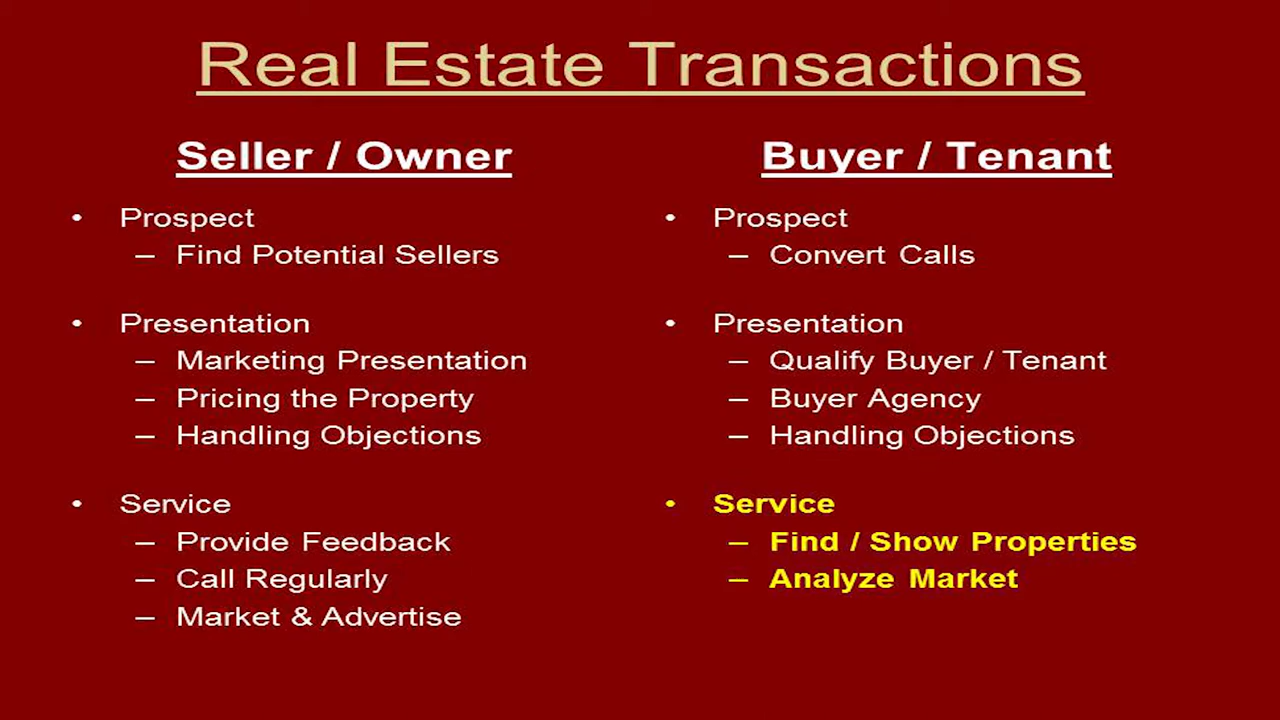 Real Estate Transactions
Seller / Owner
• Prospect
– Find Potential Sellers
• Presentation
– Marketing Presentation
– Pricing the Property
– Handling Objections
• Service
– Provide Feedback
– Call Regularly
– Market & Advertise
Buyer / Tenant
• Prospect
– Convert Calls
• Presentation
– Qualify Buyer / Tenant
– Buyer Agency
– Handling Objections
• Service
– Find / Show Properties
– Analyze Market